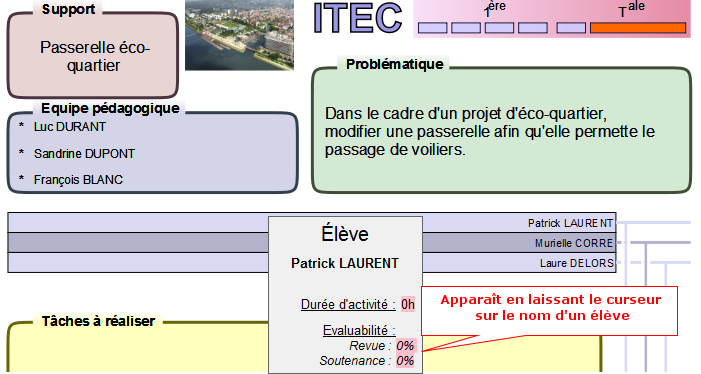 Support
Passerelle éco-
quartier
ITEC
1ère
Tale
Problématique
Dans le cadre d'un projet d'éco-quartier,
modifier une passerelle afin qu'elle permette le
passage de voiliers.
Equipe pédagogique
* Luc DURANT
* Sandrine DUPONT
* François BLANC
Patrick LAURENT
Murielle CORRE
Laure DELORS
Élève
Patrick LAURENT
Durée d'activité : 0h
Evaluabilité :
Revue : 0%
Soutenance : 0%
Apparaît en laissant le curseur
sur le nom d'un élève
Tâches à réaliser